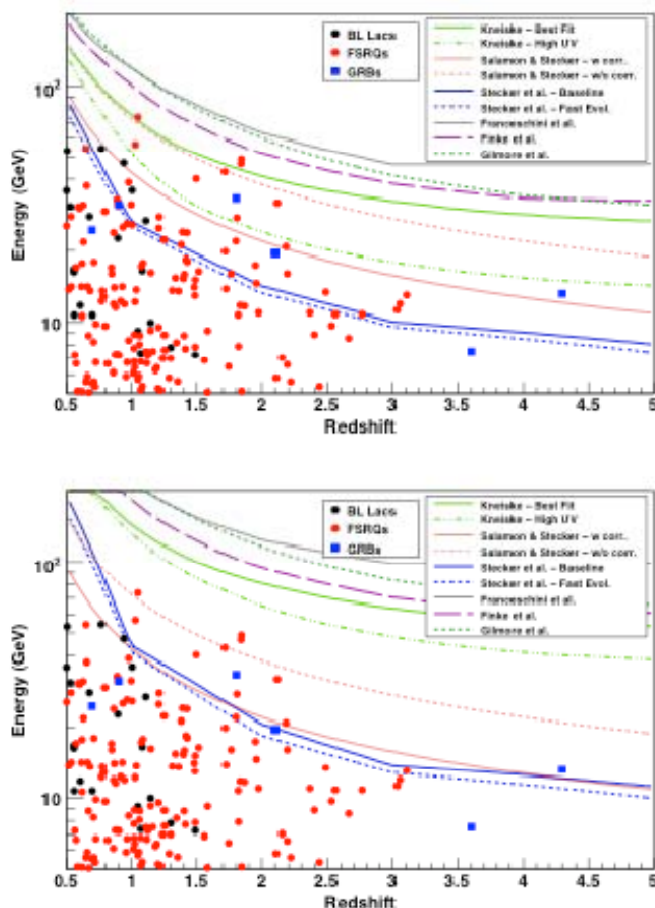 BL Lacs
FSRQs
GRBs
Kneiske – Best Fit
Kneiske – High UV
Salamon & Stecker – w corr.
Salamon & Stecker – w/o corr.
Stecker et al. – Baseline
Stecker et al. – Fast Evol.
Franceschini et all.
Finke et al.
Gilmore et al.
Energy (GeV)
10²
10
0.5 1 1.5 2 2.5 3 3.5 4 4.5 5
Redshift
BL Lacs
FSRQs
GRBs
Kneiske – Best Fit
Kneiske – High UV
Salamon & Stecker – w corr.
Salamon & Stecker – w/o corr.
Stecker et al. – Baseline
Stecker et al. – Fast Evol.
Franceschini et all.
Finke et al.
Gilmore et al.
Energy (GeV)
10²
10
0.5 1 1.5 2 2.5 3 3.5 4 4.5 5
Redshift